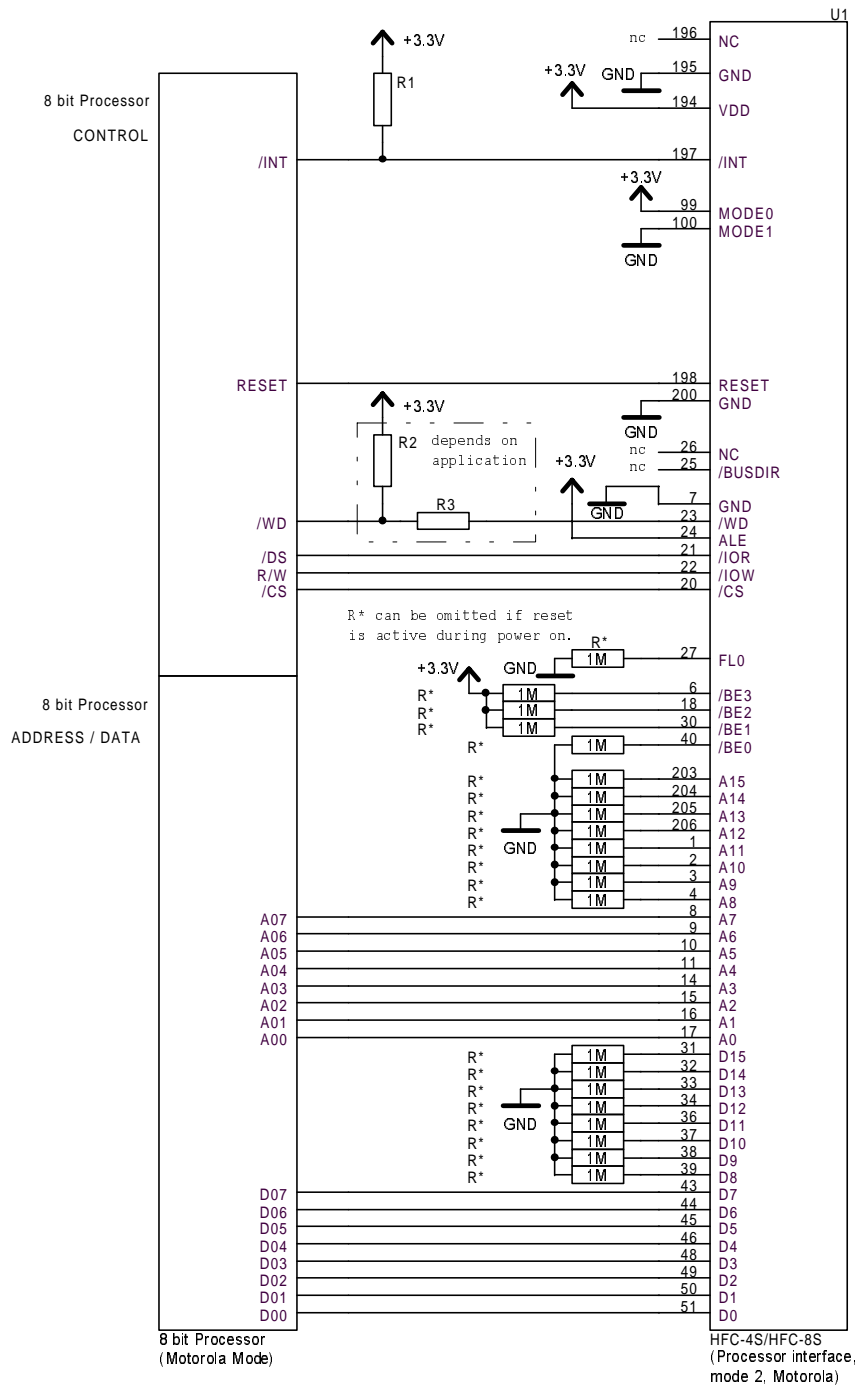 U1
+3.3V
nc 196 NC
+3.3V GND 195 GND
R1
8 bit Processor
194 VDD
CONTROL
/INT 197 /INT
+3.3V
99 MODE0
100 MODE1
GND
RESET 198 RESET
+3.3V 200 GND
GND
R2 depends on
application
nc 26 NC
nc 25 /BUSDIR
+3.3V
R3
7 GND
GND
/WD 23 /WD
24 ALE
/DS 21 /IOR
R/W 22 /IOW
/CS 20 /CS
R* can be omitted if reset
is active during power on.
R*
GND 1M 27 FL0
+3.3V
R* 1M 6 /BE3
8 bit Processor
R* 1M 18 /BE2
R* 1M 30 /BE1
ADDRESS / DATA
R* 1M 40 /BE0
R* 1M 203 A15
R* 1M 204 A14
R* 1M 205 A13
R* 1M 206 A12
GND
R* 1M 1 A11
R* 1M 2 A10
R* 1M 3 A9
R* 1M 4 A8
A07 8 A7
A06 9 A6
A05 10 A5
A04 11 A4
A03 14 A3
A02 15 A2
A01 16 A1
A00 17 A0
R* 1M 31 D15
R* 1M 32 D14
R* 1M 33 D13
R* 1M 34 D12
GND
R* 1M 36 D11
R* 1M 37 D10
R* 1M 38 D9
R* 1M 39 D8
D07 43 D7
D06 44 D6
D05 45 D5
D04 46 D4
D03 48 D3
D02 49 D2
D01 50 D1
D00 51 D0
8 bit Processor
(Motorola Mode)
HFC-4S/HFC-8S
(Processor interface,
mode 2, Motorola)